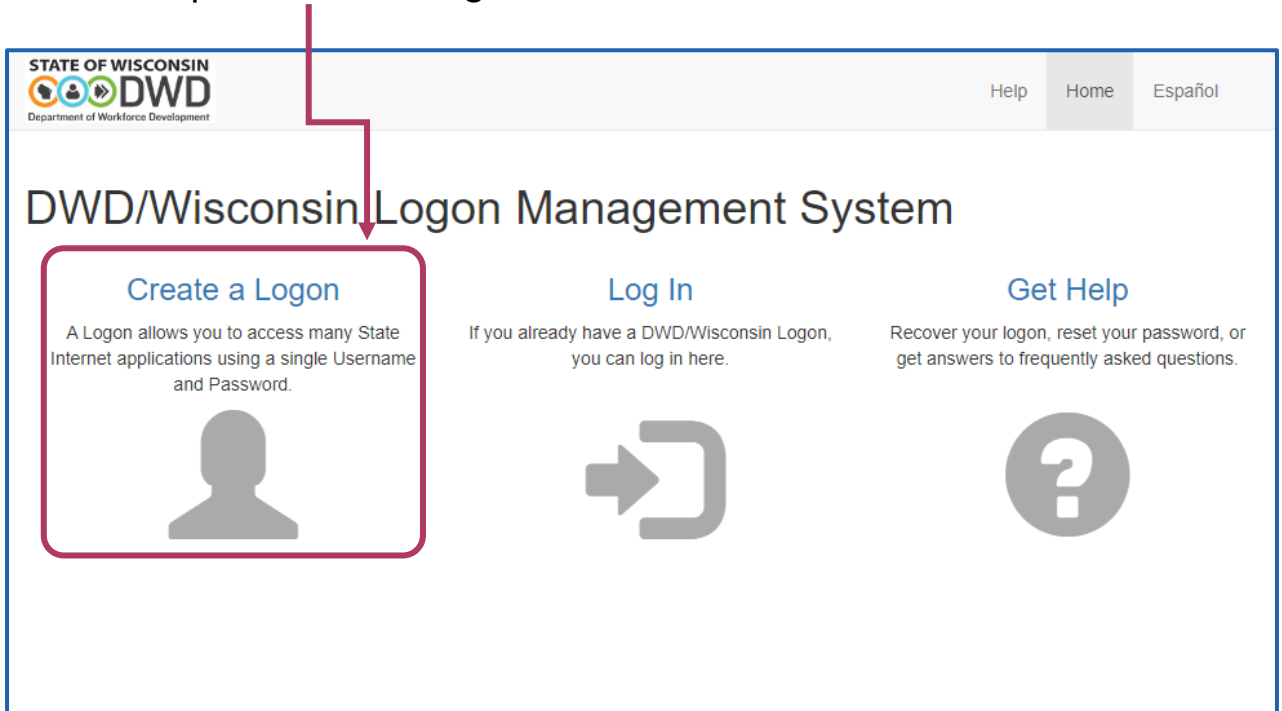 STATE OF WISCONSIN
DWD
Department of Workforce Development
Help Home Español
DWD/Wisconsin Logon Management System
Create a Logon
A Logon allows you to access many State
Internet applications using a single Username
and Password.
Log In
If you already have a DWD/Wisconsin Logon,
you can log in here.
Get Help
Recover your logon, reset your password, or
get answers to frequently asked questions.
?